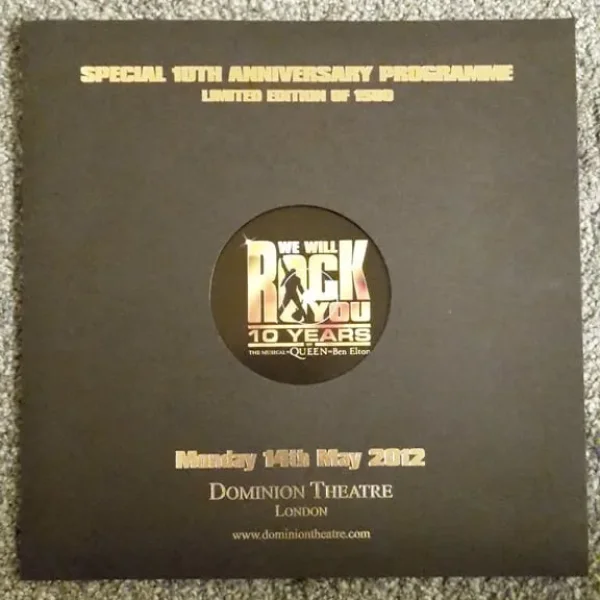 SPECIAL 10TH ANNIVERSARY PROGRAMME
LIMITED EDITION OF 1500
WE WILL
ROCK
YOU
10 YEARS
THE MUSICAL QUEEN Ben Elton
Monday 14th May 2012
DOMINION THEATRE
LONDON
www.dominiontheatre.com